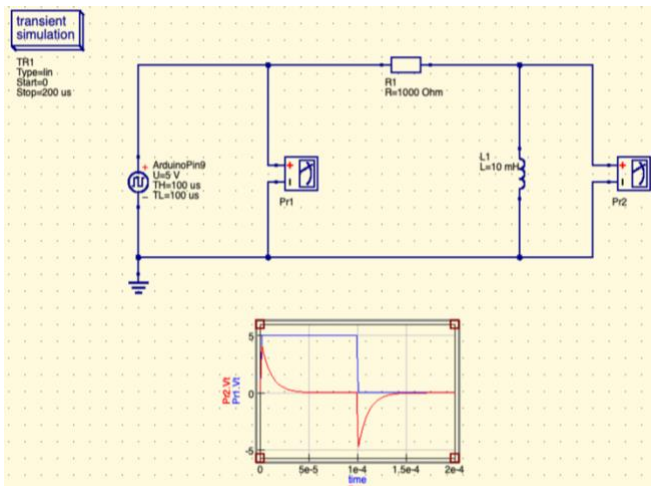 transient
simulation
TR1
Type=lin
Start=0
Stop=200 us
R1
R=1000 Ohm
+ ArduinoPin9
U=5 V
TH=100 us
– TL=100 us
+
Pr1
L1
L=10 mH
+
Pr2
Pr2.Vt
Pr1.Vt
5
0
-5
0
5e-5
1e-4
1.5e-4
2e-4
time